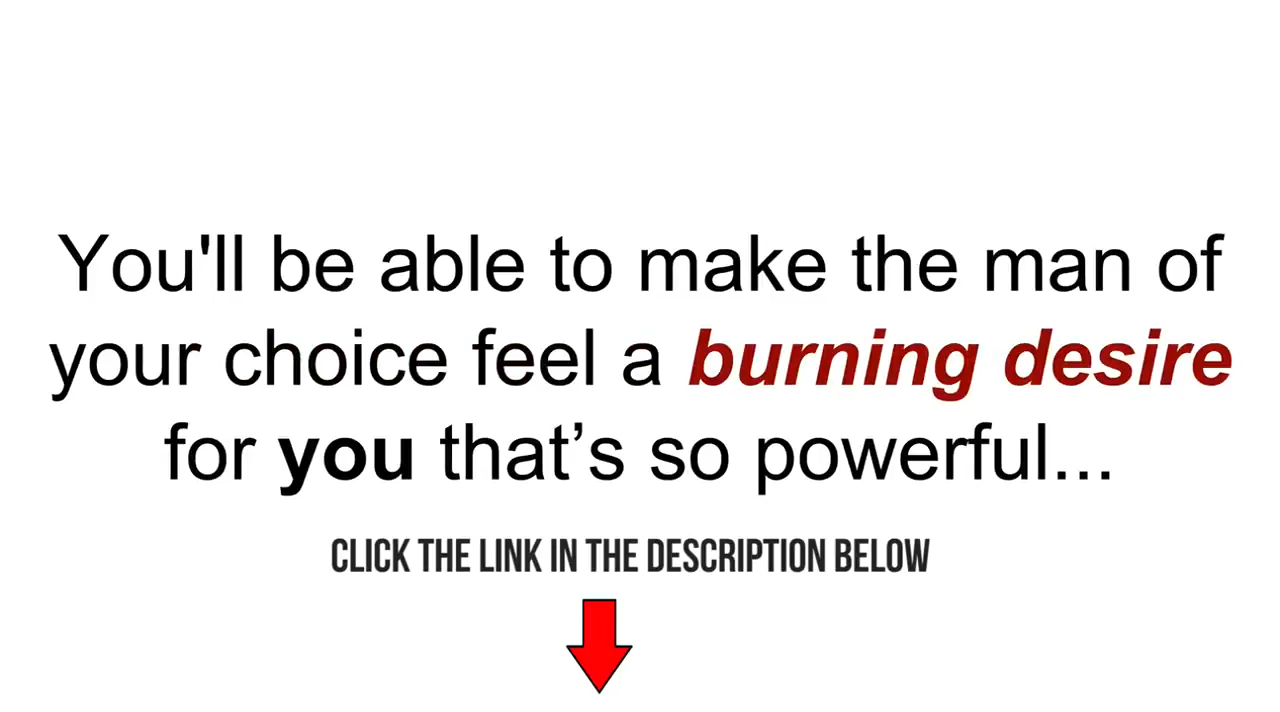 You'll be able to make the man of
your choice feel a burning desire
for you that’s so powerful...
CLICK THE LINK IN THE DESCRIPTION BELOW